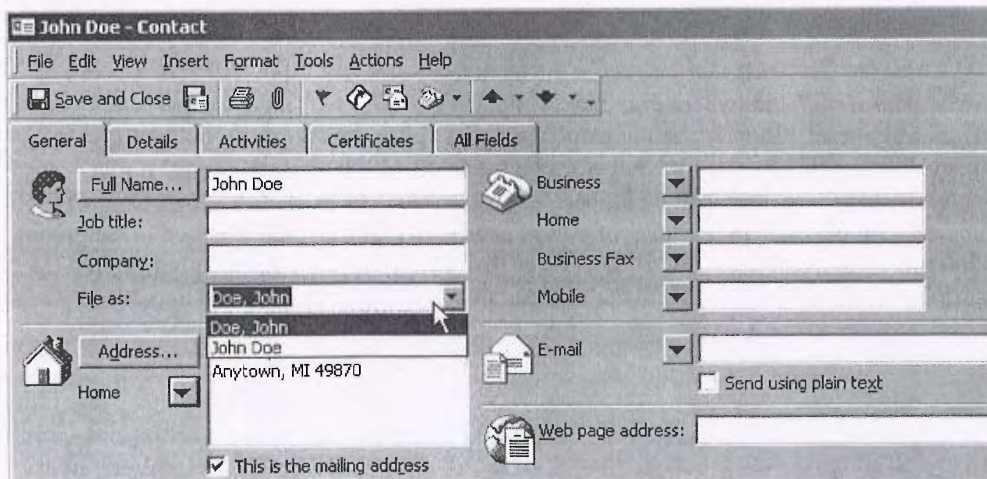 John Doe - Contact
File Edit View Insert Format Tools Actions Help
Save and Close
General Details Activities Certificates All Fields
Full Name... John Doe
Job title:
Company:
File as: Doe, John
Doe, John
John Doe
Address... 
Anytown, MI 49870
Home
This is the mailing address
Business
Home
Business Fax
Mobile
E-mail
Send using plain text
Web page address: